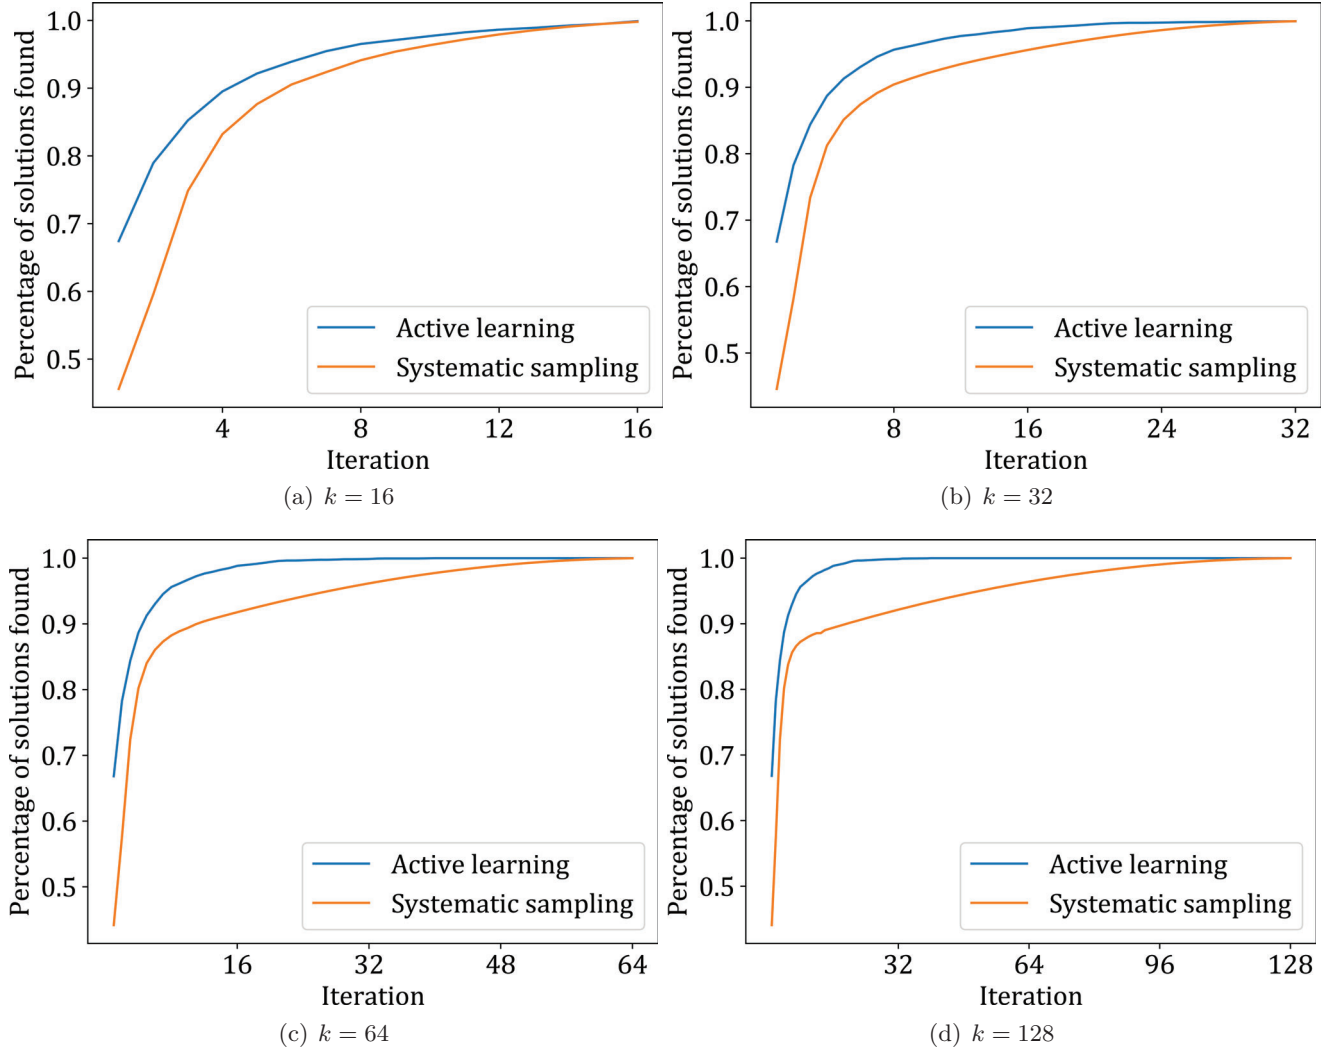 1.0
0.9
0.8
0.7
0.6
0.5
Percentage of solutions found
Active learning
Systematic sampling
4 8 12 16
Iteration
(a) k = 16
1.0
0.9
0.8
0.7
0.6
0.5
Percentage of solutions found
Active learning
Systematic sampling
8 16 24 32
Iteration
(b) k = 32
1.0
0.9
0.8
0.7
0.6
0.5
Percentage of solutions found
Active learning
Systematic sampling
16 32 48 64
Iteration
(c) k = 64
1.0
0.9
0.8
0.7
0.6
0.5
Percentage of solutions found
Active learning
Systematic sampling
32 64 96 128
Iteration
(d) k = 128